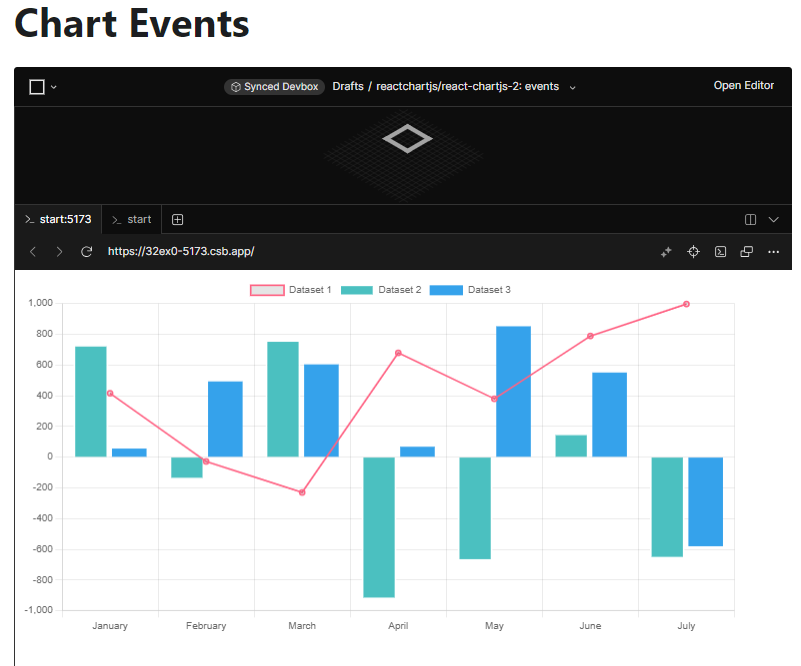 Chart Events
Synced Devbox Drafts / reactchartjs/react-chartjs-2: events Open Editor
start:5173 start
https://32ex0-5173.csb.app/
Dataset 1 Dataset 2 Dataset 3
1,000
800
600
400
200
0
-200
-400
-600
-800
-1,000
January February March April May June July